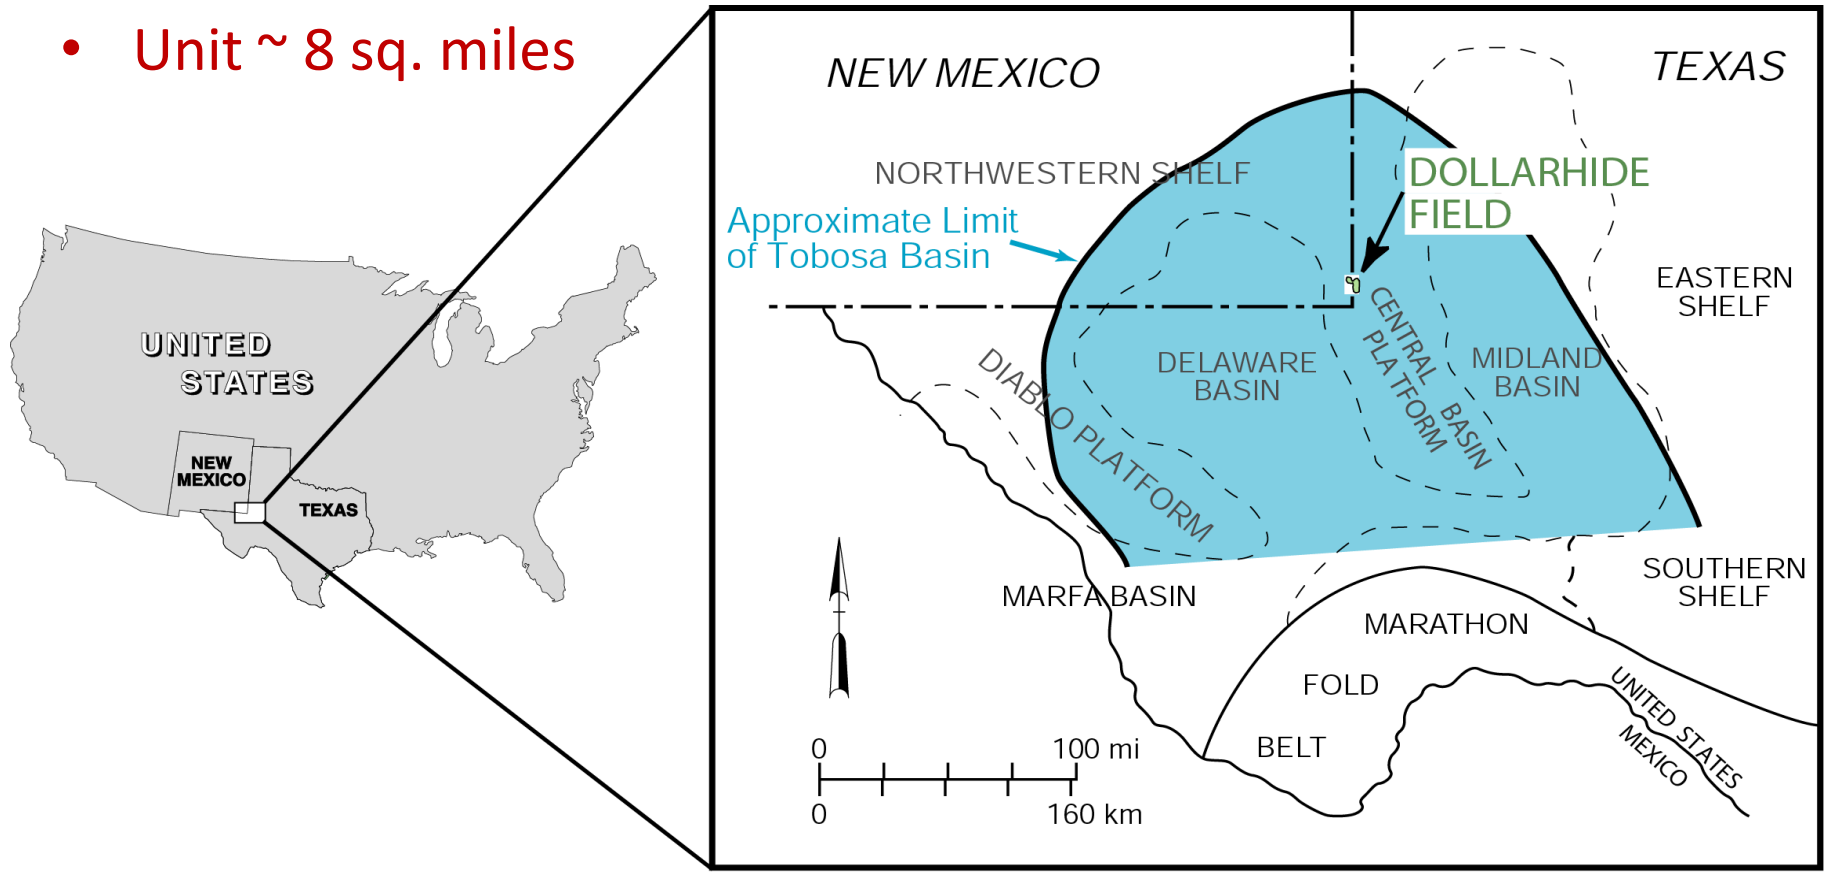 • Unit ~ 8 sq. miles
UNITED
STATES
NEW
MEXICO
TEXAS
NEW MEXICO
TEXAS
NORTHWESTERN SHELF
DOLLARHIDE
FIELD
Approximate Limit
of Tobosa Basin
EASTERN
SHELF
CENTRAL BASIN
PLATFORM
DELAWARE
BASIN
MIDLAND
BASIN
DIABLO PLATFORM
MARFA BASIN
SOUTHERN
SHELF
MARATHON
FOLD
BELT
UNITED STATES
MEXICO
0 100 mi
0 160 km